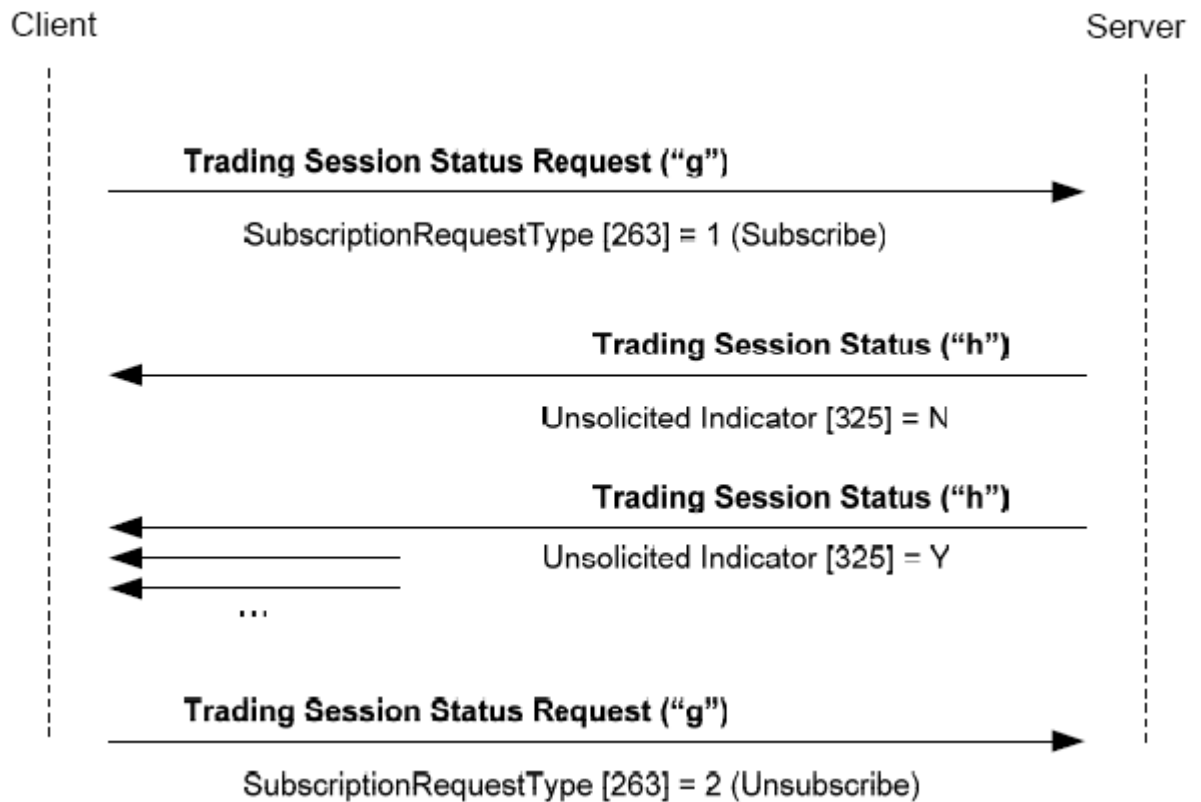 Client
Server
Trading Session Status Request (“g”)
SubscriptionRequestType [263] = 1 (Subscribe)
Trading Session Status (“h”)
Unsolicited Indicator [325] = N
Trading Session Status (“h”)
Unsolicited Indicator [325] = Y
...
Trading Session Status Request (“g”)
SubscriptionRequestType [263] = 2 (Unsubscribe)